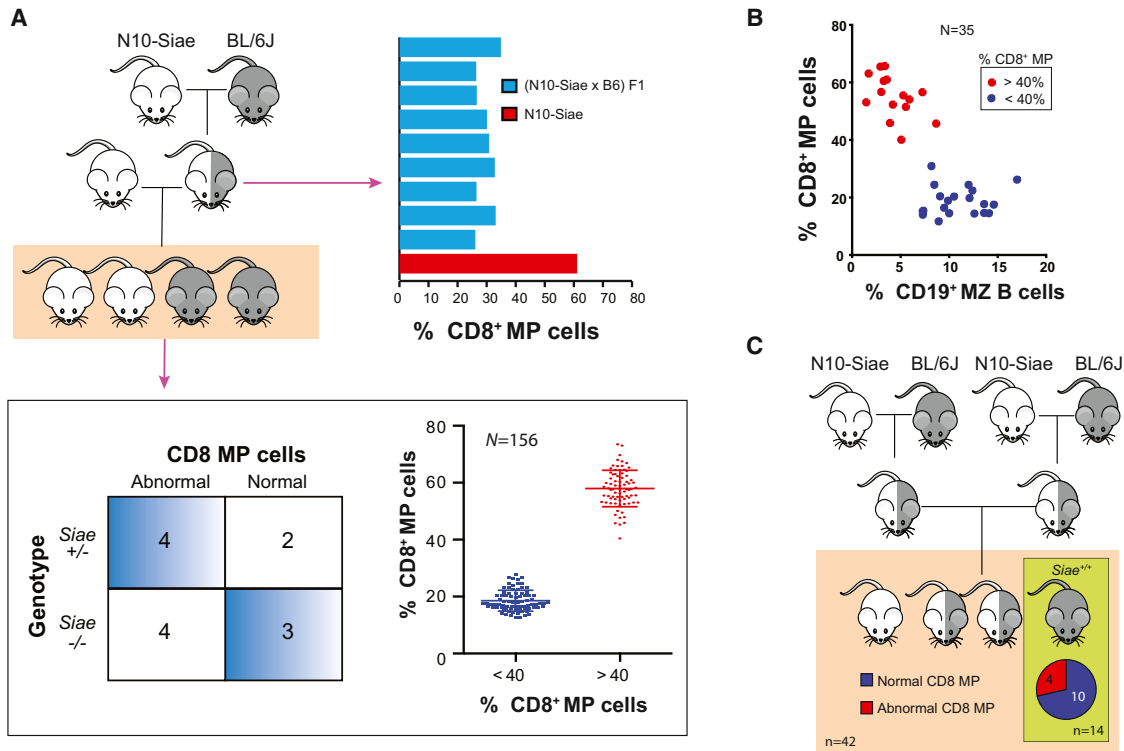 A
N10-Siae BL/6J
(N10-Siae x B6) F1
N10-Siae
0 10 20 30 40 50 60 70 80
% CD8+ MP cells
CD8 MP cells
Abnormal Normal
Genotype
Siae +/-
4 2
Siae -/-
4 3
% CD8+ MP cells
80
60
40
20
0
N=156
< 40 > 40
% CD8+ MP cells
B
% CD8+ MP cells
80
60
40
20
0
N=35
% CD8+ MP
> 40%
< 40%
0 5 10 15 20
% CD19+ MZ B cells
C
N10-Siae BL/6J N10-Siae BL/6J
Siae+/+
Normal CD8 MP
Abnormal CD8 MP
4
10
n=42
n=14